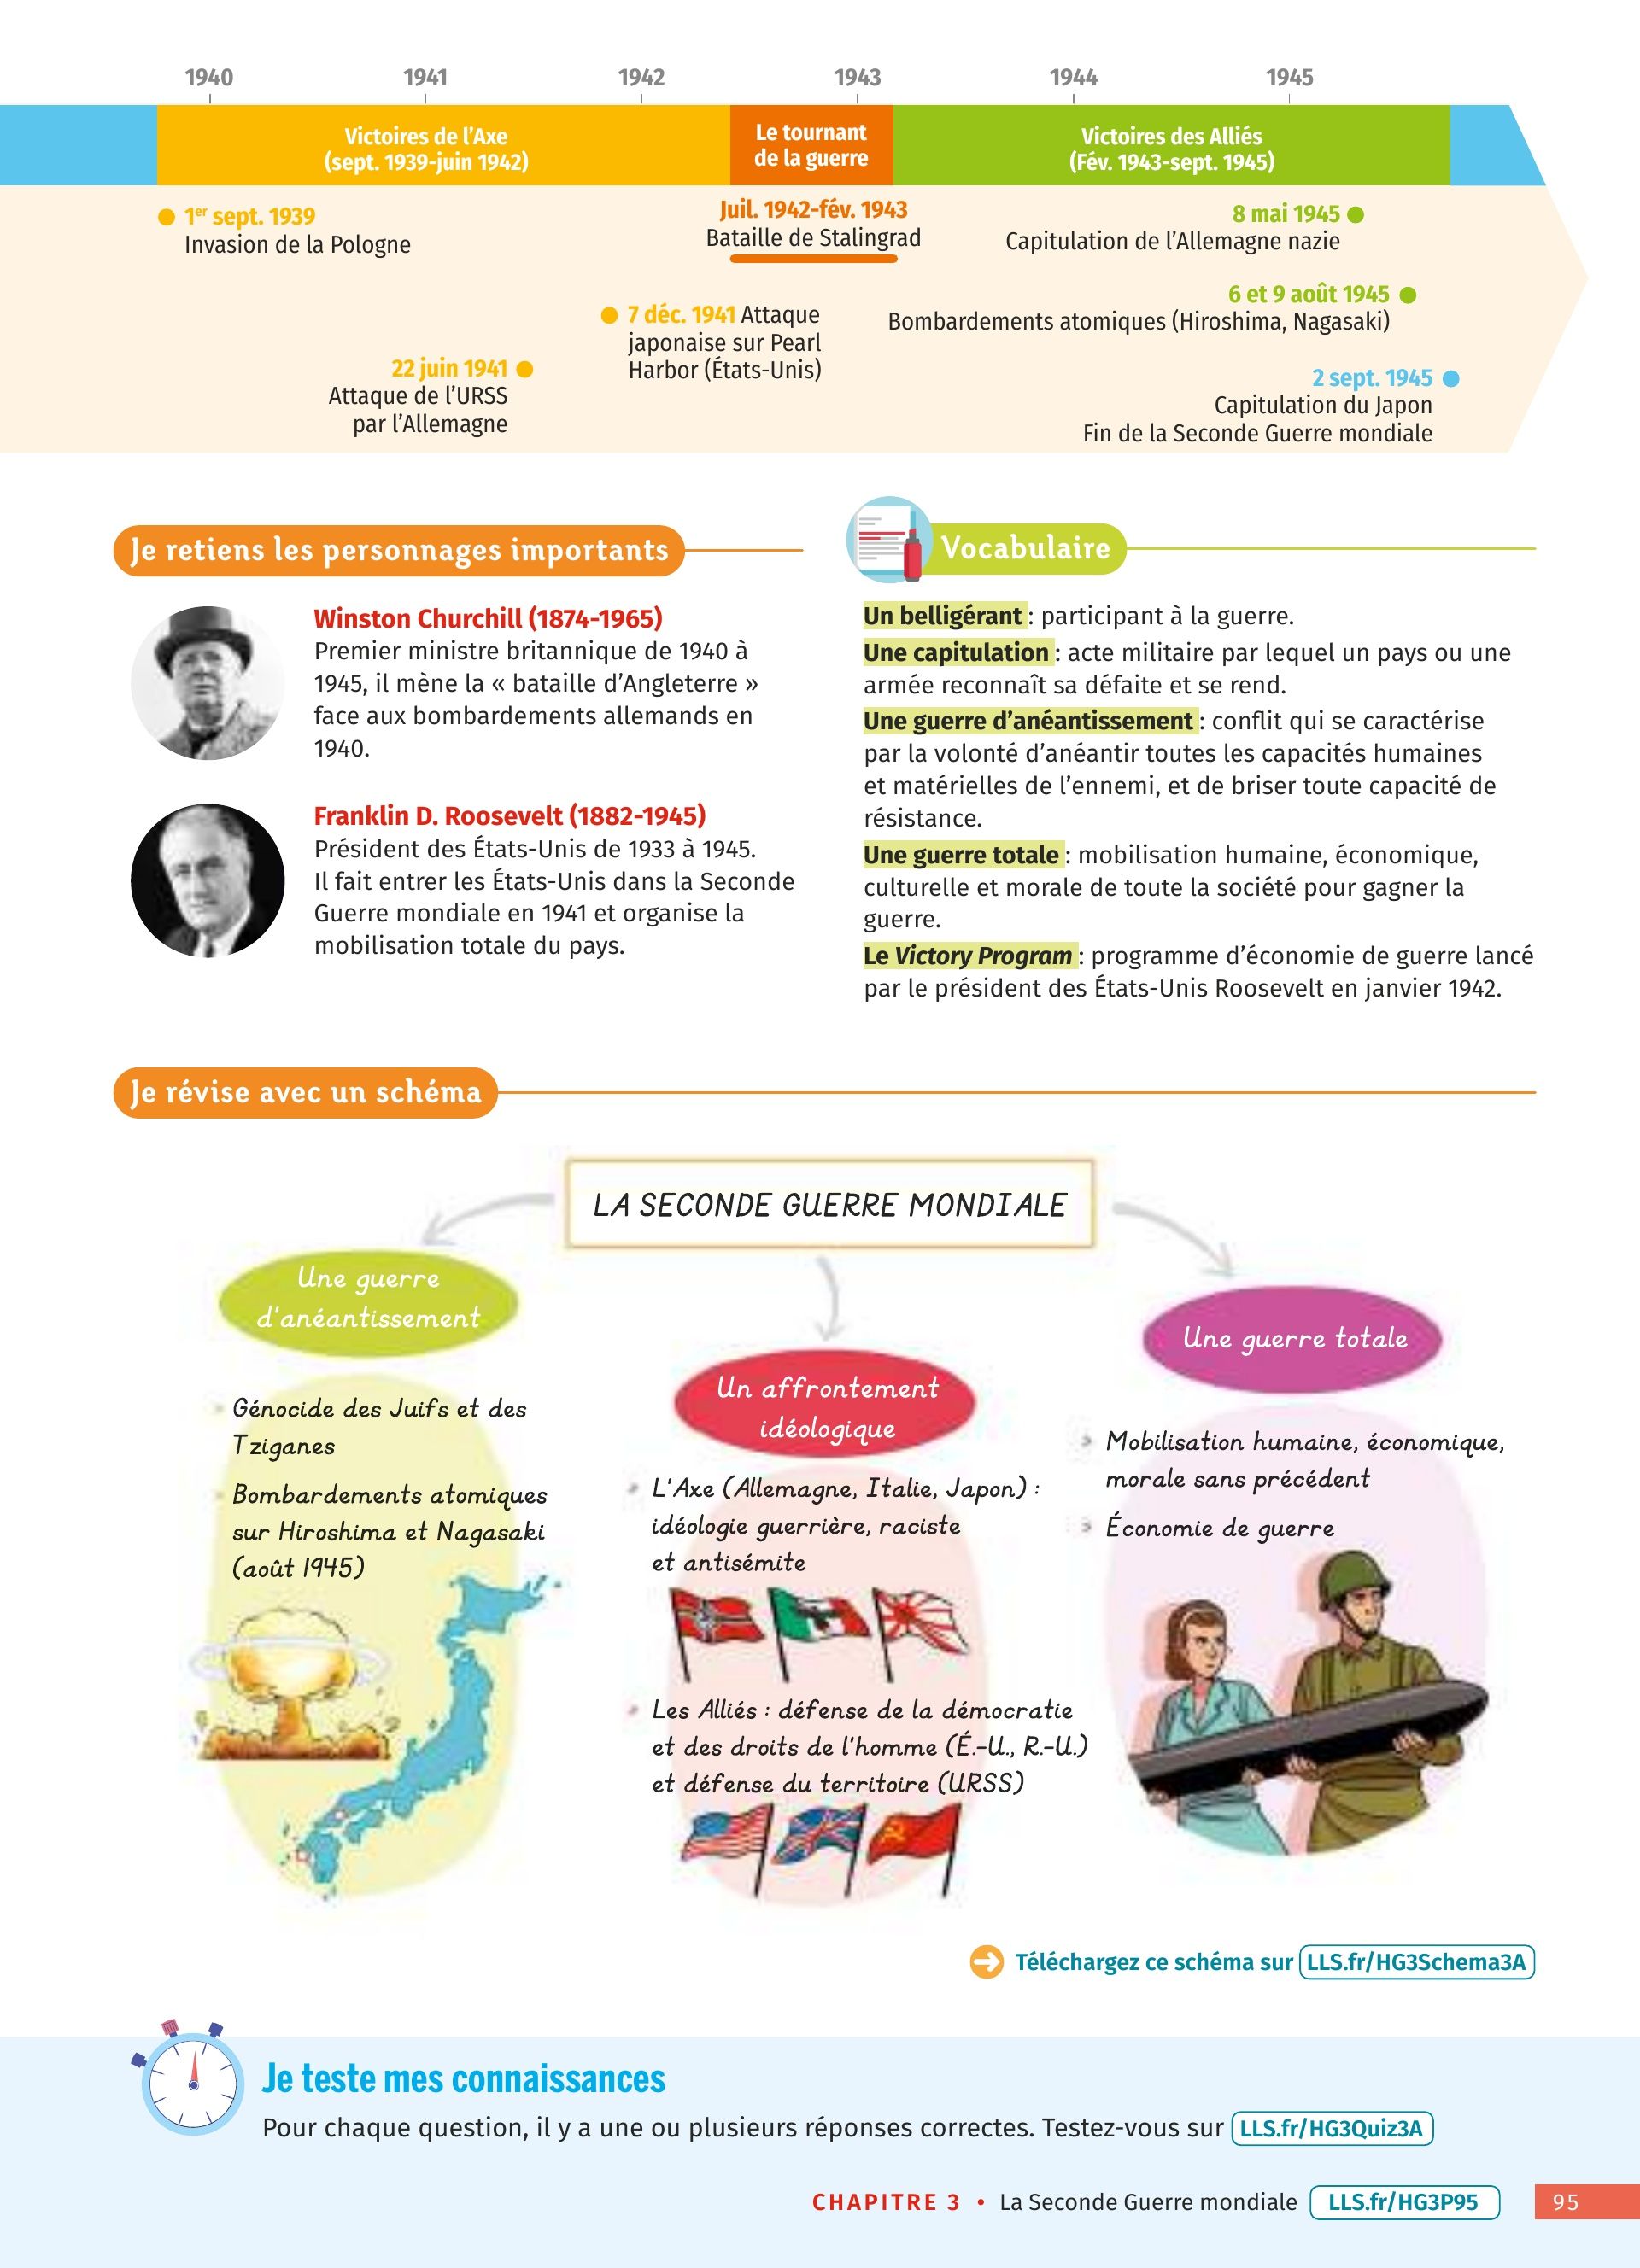 1940 1941 1942 1943 1944 1945
Victoires de l’Axe
(sept. 1939-juin 1942)
Le tournant
de la guerre
Victoires des Alliés
(Fév. 1943-sept. 1945)
1er sept. 1939
Invasion de la Pologne
Juil. 1942-fév. 1943
Bataille de Stalingrad
8 mai 1945
Capitulation de l’Allemagne nazie
7 déc. 1941 Attaque
japonaise sur Pearl
Harbor (États-Unis)
6 et 9 août 1945
Bombardements atomiques (Hiroshima, Nagasaki)
22 juin 1941
Attaque de l’URSS
par l’Allemagne
2 sept. 1945
Capitulation du Japon
Fin de la Seconde Guerre mondiale
Je retiens les personnages importants
Winston Churchill (1874-1965)
Premier ministre britannique de 1940 à
1945, il mène la « bataille d’Angleterre »
face aux bombardements allemands en
1940.
Franklin D. Roosevelt (1882-1945)
Président des États-Unis de 1933 à 1945.
Il fait entrer les États-Unis dans la Seconde
Guerre mondiale en 1941 et organise la
mobilisation totale du pays.
Vocabulaire
Un belligérant : participant à la guerre.
Une capitulation : acte militaire par lequel un pays ou une
armée reconnaît sa défaite et se rend.
Une guerre d’anéantissement : conflit qui se caractérise
par la volonté d’anéantir toutes les capacités humaines
et matérielles de l’ennemi, et de briser toute capacité de
résistance.
Une guerre totale : mobilisation humaine, économique,
culturelle et morale de toute la société pour gagner la
guerre.
Le Victory Program : programme d’économie de guerre lancé
par le président des États-Unis Roosevelt en janvier 1942.
Je révise avec un schéma
LA SECONDE GUERRE MONDIALE
Une guerre
d’anéantissement
Génocide des Juifs et des
Tziganes
Bombardements atomiques
sur Hiroshima et Nagasaki
(août 1945)
Un affrontement
idéologique
L’Axe (Allemagne, Italie, Japon) :
idéologie guerrière, raciste
et antisémite
Les Alliés : défense de la démocratie
et des droits de l’homme (É.-U., R.-U.)
et défense du territoire (URSS)
Une guerre totale
Mobilisation humaine, économique,
morale sans précédent
Économie de guerre
Téléchargez ce schéma sur LLS.fr/HG3Schema3A
Je teste mes connaissances
Pour chaque question, il y a une ou plusieurs réponses correctes. Testez-vous sur LLS.fr/HG3Quiz3A
CHAPITRE 3 • La Seconde Guerre mondiale LLS.fr/HG3P95 95